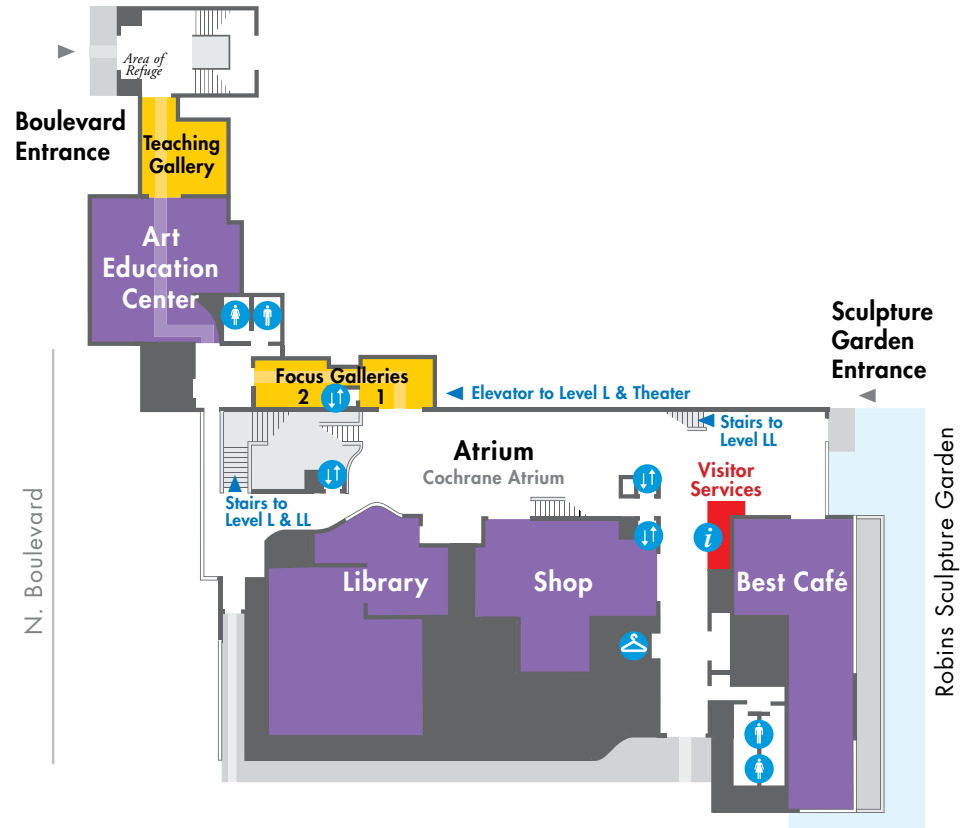 Area of
Refuge
Boulevard
Entrance
Teaching
Gallery
Art
Education
Center
Sculpture
Garden
Entrance
Focus Galleries
2 1
Elevator to Level L & Theater
Stairs to
Level LL
Atrium
Cochrane Atrium
Visitor
Services
i
Stairs to
Level L & LL
Library
Shop
Best Café
N. Boulevard
Robins Sculpture Garden